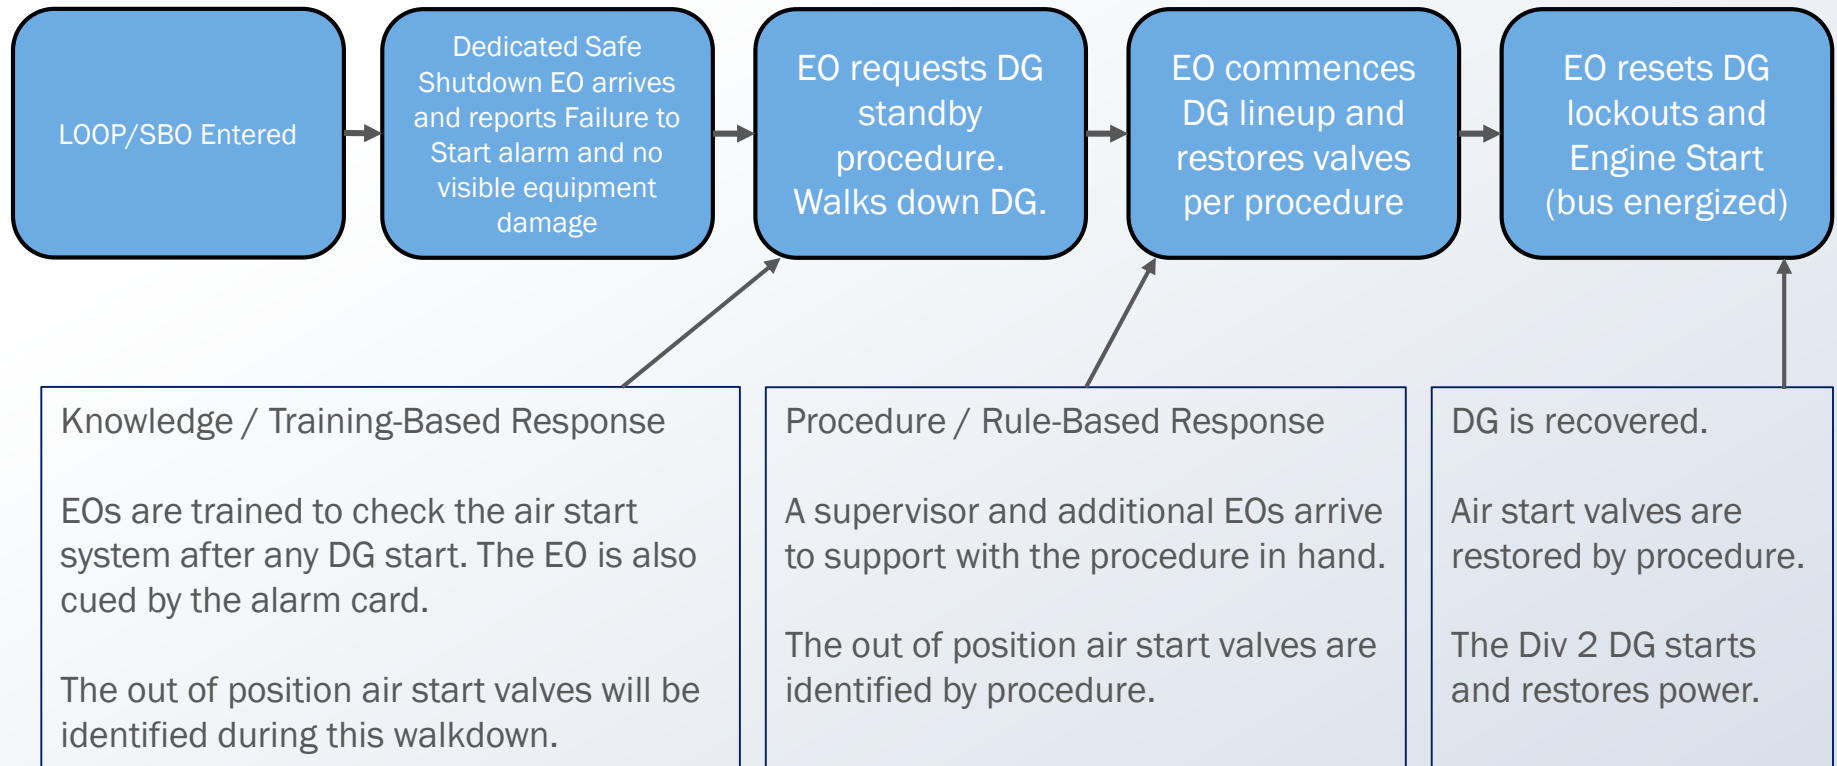 LOOP/SBO Entered
Dedicated Safe
Shutdown EO arrives
and reports Failure to
Start alarm and no
visible equipment
damage
EO requests DG
standby
procedure.
Walks down DG.
EO commences
DG lineup and
restores valves
per procedure
EO resets DG
lockouts and
Engine Start
(bus energized)
Knowledge / Training-Based Response
EOs are trained to check the air start
system after any DG start. The EO is also
cued by the alarm card.
The out of position air start valves will be
identified during this walkdown.
Procedure / Rule-Based Response
A supervisor and additional EOs arrive
to support with the procedure in hand.
The out of position air start valves are
identified by procedure.
DG is recovered.
Air start valves are
restored by procedure.
The Div 2 DG starts
and restores power.